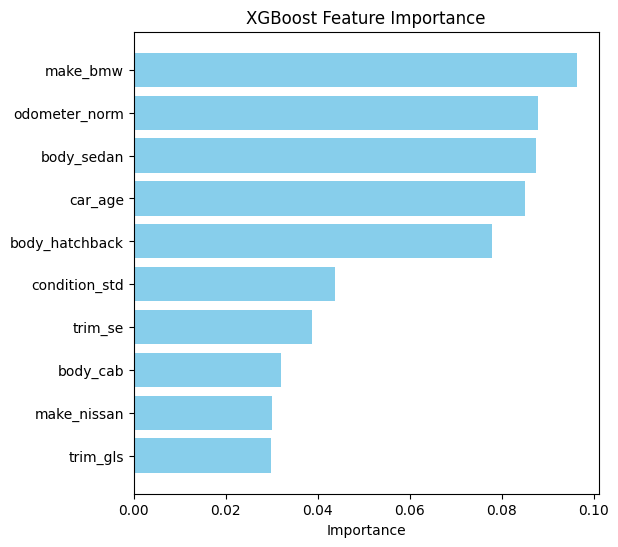 XGBoost Feature Importance
make_bmw
odometer_norm
body_sedan
car_age
body_hatchback
condition_std
trim_se
body_cab
make_nissan
trim_gls
0.00 0.02 0.04 0.06 0.08 0.10
Importance